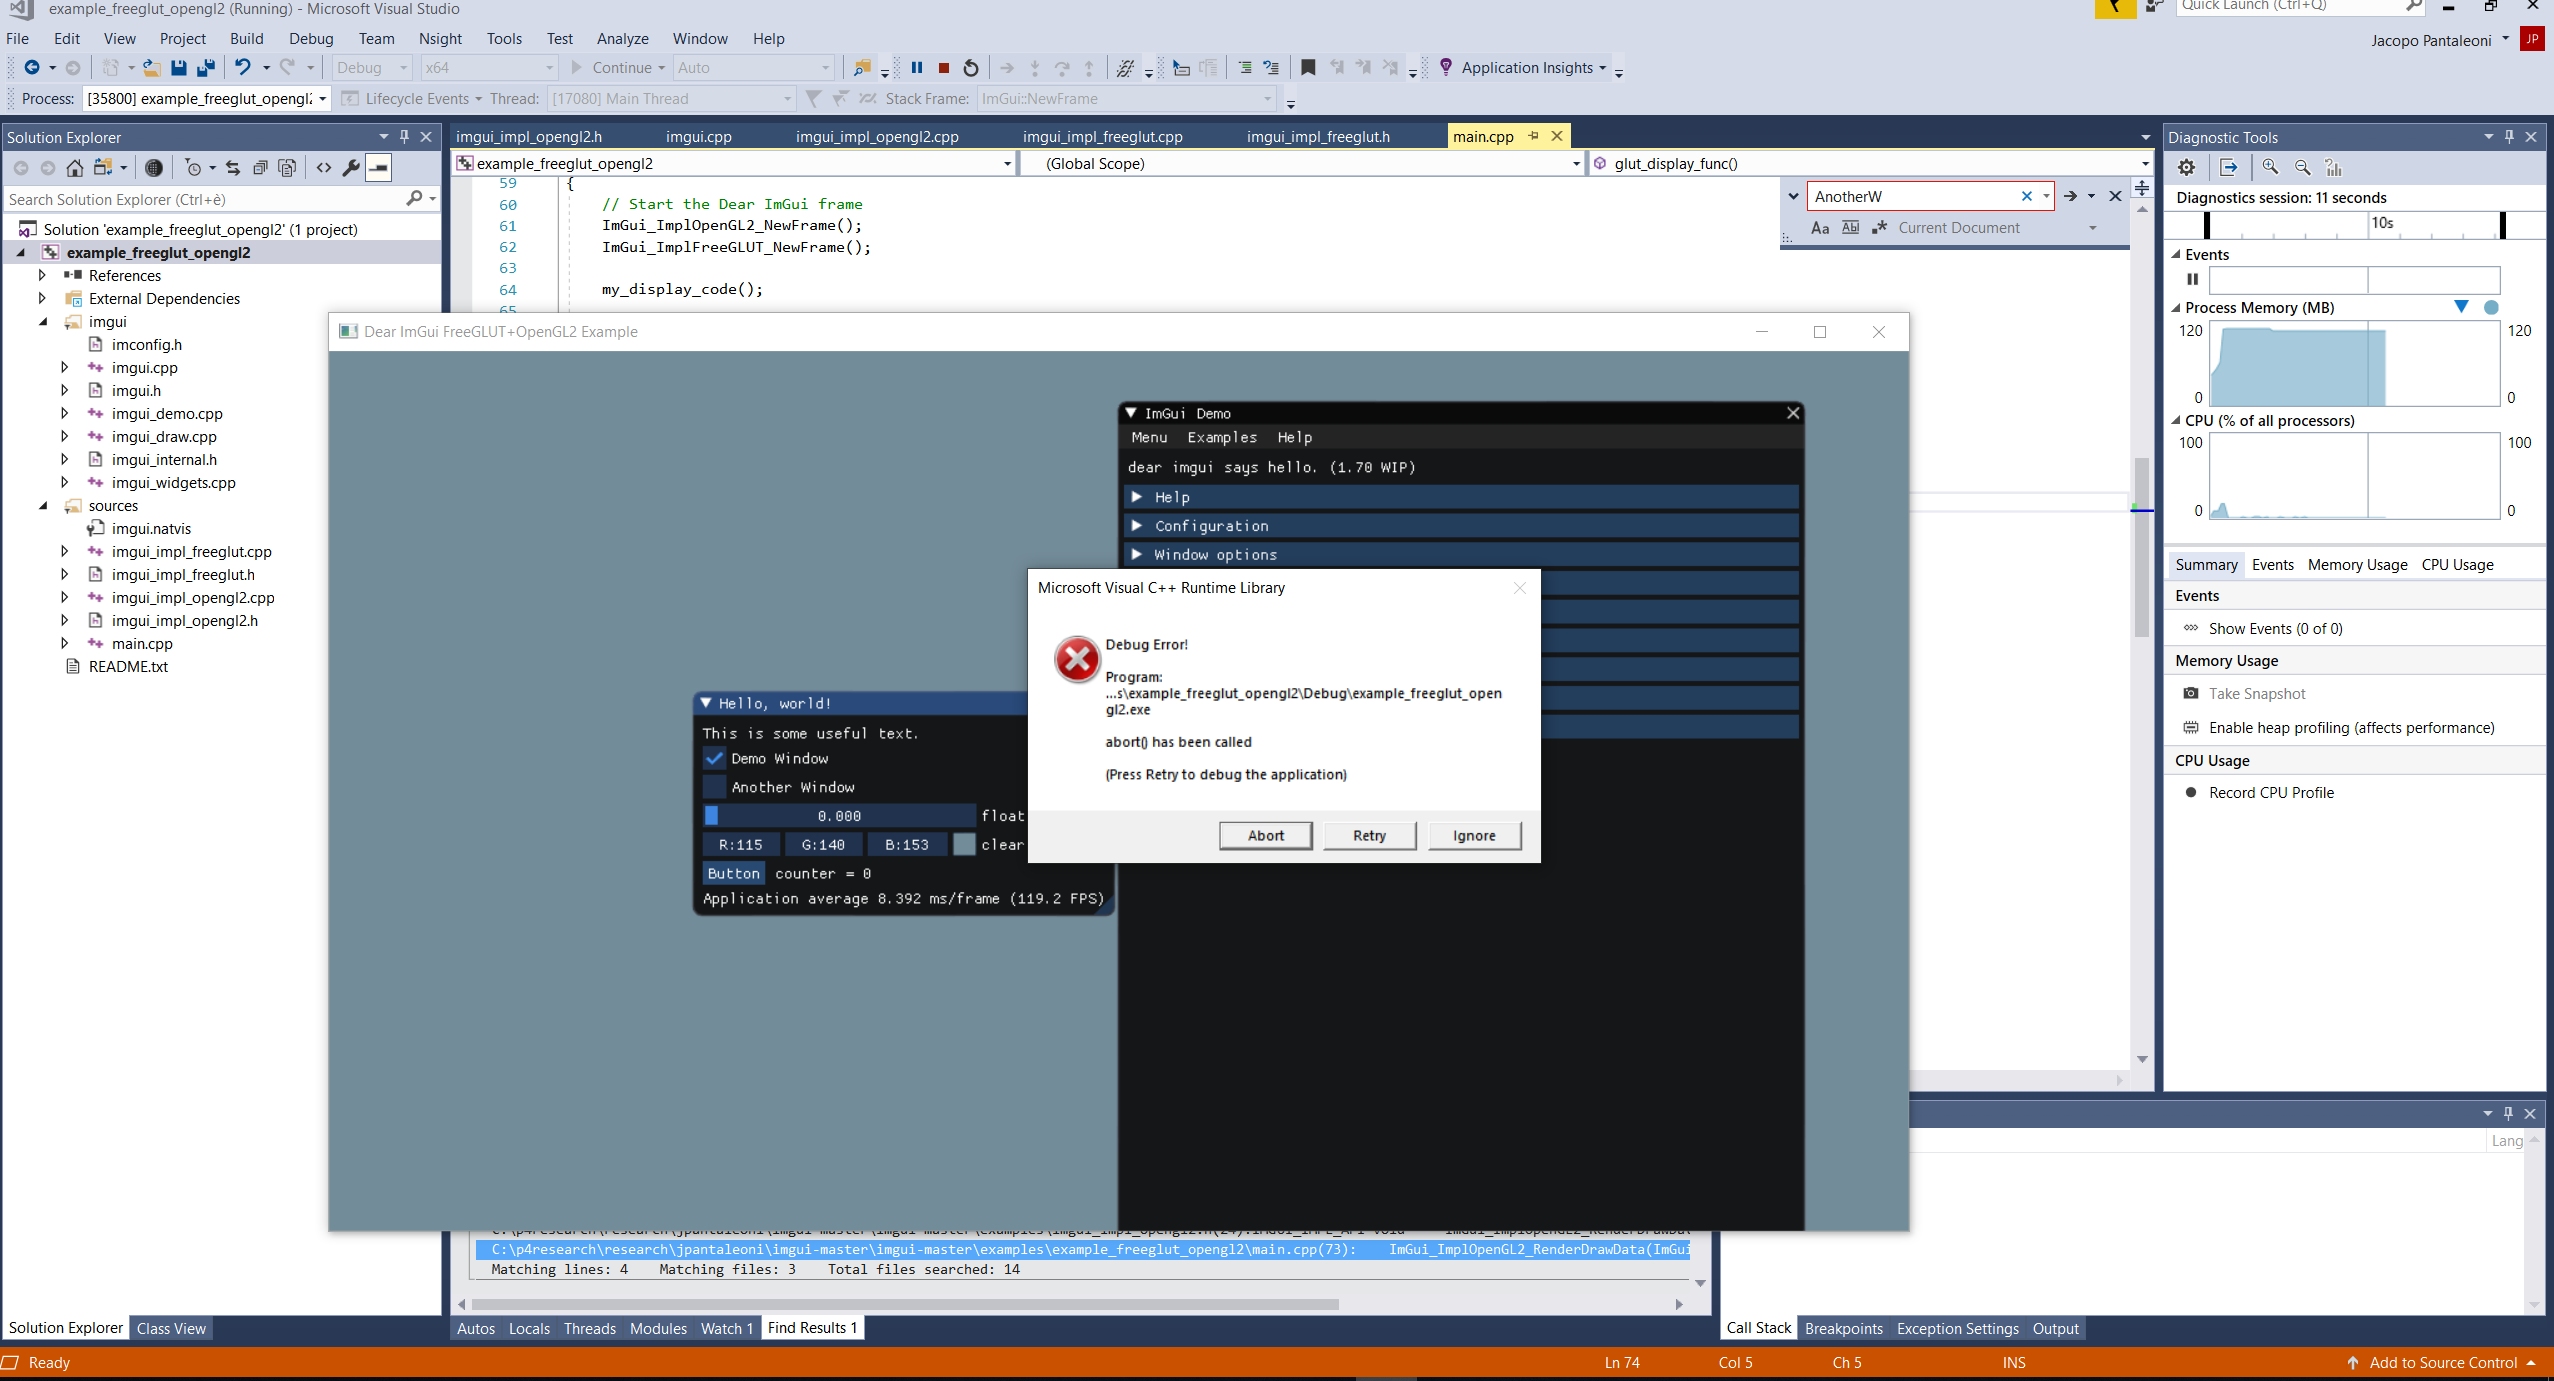 example_freeglut_opengl2 (Running) - Microsoft Visual Studio
Quick Launch (Ctrl+Q)
File Edit View Project Build Debug Team Nsight Tools Test Analyze Window Help
Jacopo Pantaleoni JP
Debug x64 Continue Auto Application Insights
Process: [35800] example_freeglut_opengl2 Lifecycle Events Thread: [17080] Main Thread Stack Frame: ImGui::NewFrame
Solution Explorer
Search Solution Explorer (Ctrl+è)
Solution 'example_freeglut_opengl2' (1 project)
example_freeglut_opengl2
References
External Dependencies
imgui
imconfig.h
imgui.cpp
imgui.h
imgui_demo.cpp
imgui_draw.cpp
imgui_internal.h
imgui_widgets.cpp
sources
imgui.natvis
imgui_impl_freeglut.cpp
imgui_impl_freeglut.h
imgui_impl_opengl2.cpp
imgui_impl_opengl2.h
main.cpp
README.txt
Solution Explorer Class View
imgui_impl_opengl2.h imgui.cpp imgui_impl_opengl2.cpp imgui_impl_freeglut.cpp imgui_impl_freeglut.h main.cpp
example_freeglut_opengl2 (Global Scope) glut_display_func()
59 {
60 // Start the Dear ImGui frame
61 ImGui_ImplOpenGL2_NewFrame();
62 ImGui_ImplFreeGLUT_NewFrame();
63
64 my_display_code();
65
AnotherW
Aa Abl .* Current Document
Dear ImGui FreeGLUT+OpenGL2 Example
ImGui Demo
Menu Examples Help
dear imgui says hello. (1.70 WIP)
Help
Configuration
Window options
Hello, world!
This is some useful text.
Demo Window
Another Window
0.000 float
R:115 G:140 B:153 clear
Button counter = 0
Application average 8.392 ms/frame (119.2 FPS)
Microsoft Visual C++ Runtime Library
Debug Error!
Program:
...s\example_freeglut_opengl2\Debug\example_freeglut_open
gl2.exe
abort() has been called
(Press Retry to debug the application)
Abort Retry Ignore
C:\p4research\research\jpantaleoni\imgui-master\imgui-master\examples\example_freeglut_opengl2\main.cpp(73): ImGui_ImplOpenGL2_RenderDrawData(ImGui
Matching lines: 4 Matching files: 3 Total files searched: 14
Autos Locals Threads Modules Watch 1 Find Results 1
Diagnostic Tools
Diagnostics session: 11 seconds
10s
Events
Process Memory (MB)
120 120
0 0
CPU (% of all processors)
100 100
0 0
Summary Events Memory Usage CPU Usage
Events
Show Events (0 of 0)
Memory Usage
Take Snapshot
Enable heap profiling (affects performance)
CPU Usage
Record CPU Profile
Lang
Call Stack Breakpoints Exception Settings Output
Ready Ln 74 Col 5 Ch 5 INS Add to Source Control